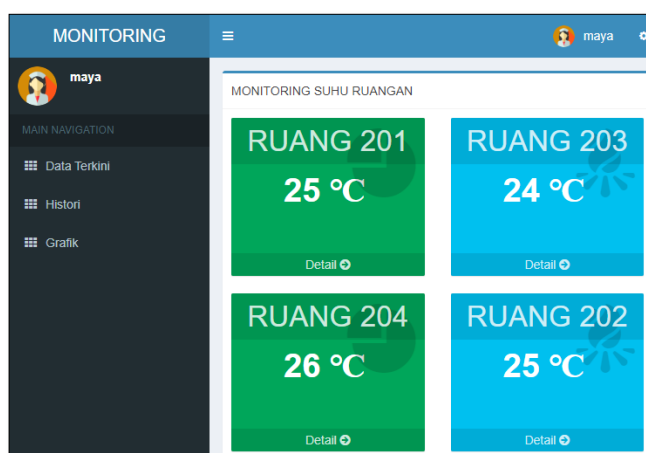 MONITORING
maya
maya
MONITORING SUHU RUANGAN
MAIN NAVIGATION
Data Terkini
Histori
Grafik
RUANG 201
25 °C
Detail
RUANG 203
24 °C
Detail
RUANG 204
26 °C
Detail
RUANG 202
25 °C
Detail